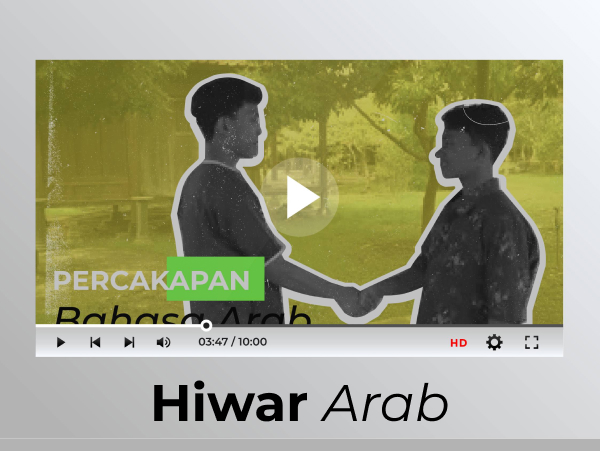 PERCAKAPAN
Bahasa Arab
03:47 / 10:00
HD
Hiwar Arab